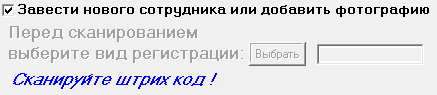 Завести нового сотрудника или добавить фотографию
Перед сканированием
выберите вид регистрации: Выбрать
Сканируйте штрих код !